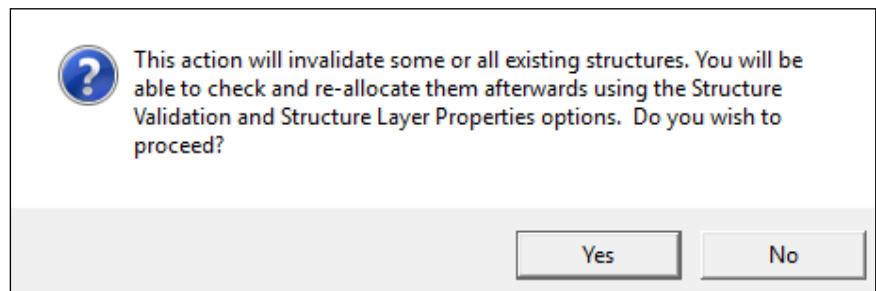 This action will invalidate some or all existing structures. You will be
able to check and re-allocate them afterwards using the Structure
Validation and Structure Layer Properties options.  Do you wish to
proceed?
Yes
No